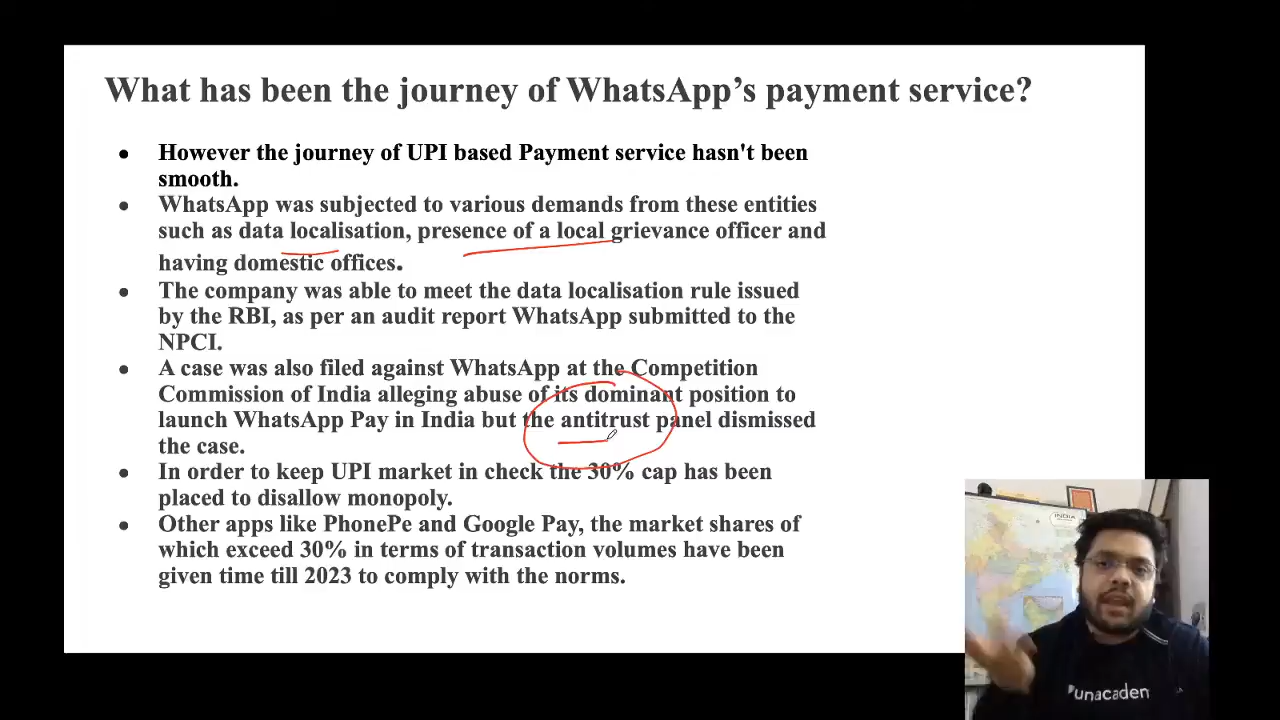 What has been the journey of WhatsApp’s payment service?
● However the journey of UPI based Payment service hasn't been
smooth.
● WhatsApp was subjected to various demands from these entities
such as data localisation, presence of a local grievance officer and
having domestic offices.
● The company was able to meet the data localisation rule issued
by the RBI, as per an audit report WhatsApp submitted to the
NPCI.
● A case was also filed against WhatsApp at the Competition
Commission of India alleging abuse of its dominant position to
launch WhatsApp Pay in India but the antitrust panel dismissed
the case.
● In order to keep UPI market in check the 30% cap has been
placed to disallow monopoly.
● Other apps like PhonePe and Google Pay, the market shares of
which exceed 30% in terms of transaction volumes have been
given time till 2023 to comply with the norms.
INDIA
unacadem